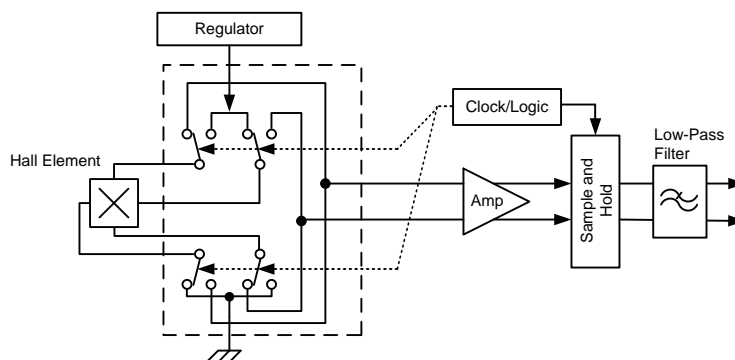 Regulator
Clock/Logic
Low-Pass
Filter
Hall Element
Amp
Sample and
Hold